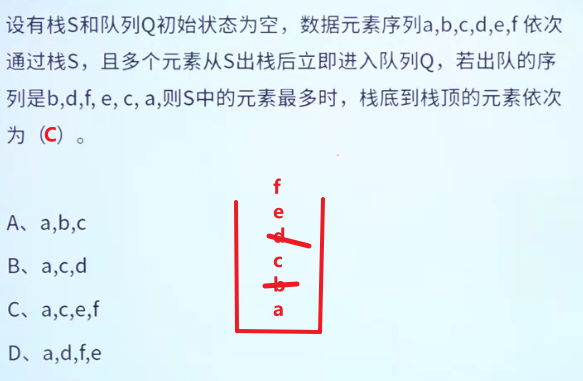 设有栈S和队列Q初始状态为空，数据元素序列a,b,c,d,e,f 依次
通过栈S，且多个元素从S出栈后立即进入队列Q，若出队的序
列是b,d,f, e, c, a,则S中的元素最多时，栈底到栈顶的元素依次
为（C）。
A、a,b,c
B、a,c,d
C、a,c,e,f
D、a,d,f,e
f
e
d
c
b
a